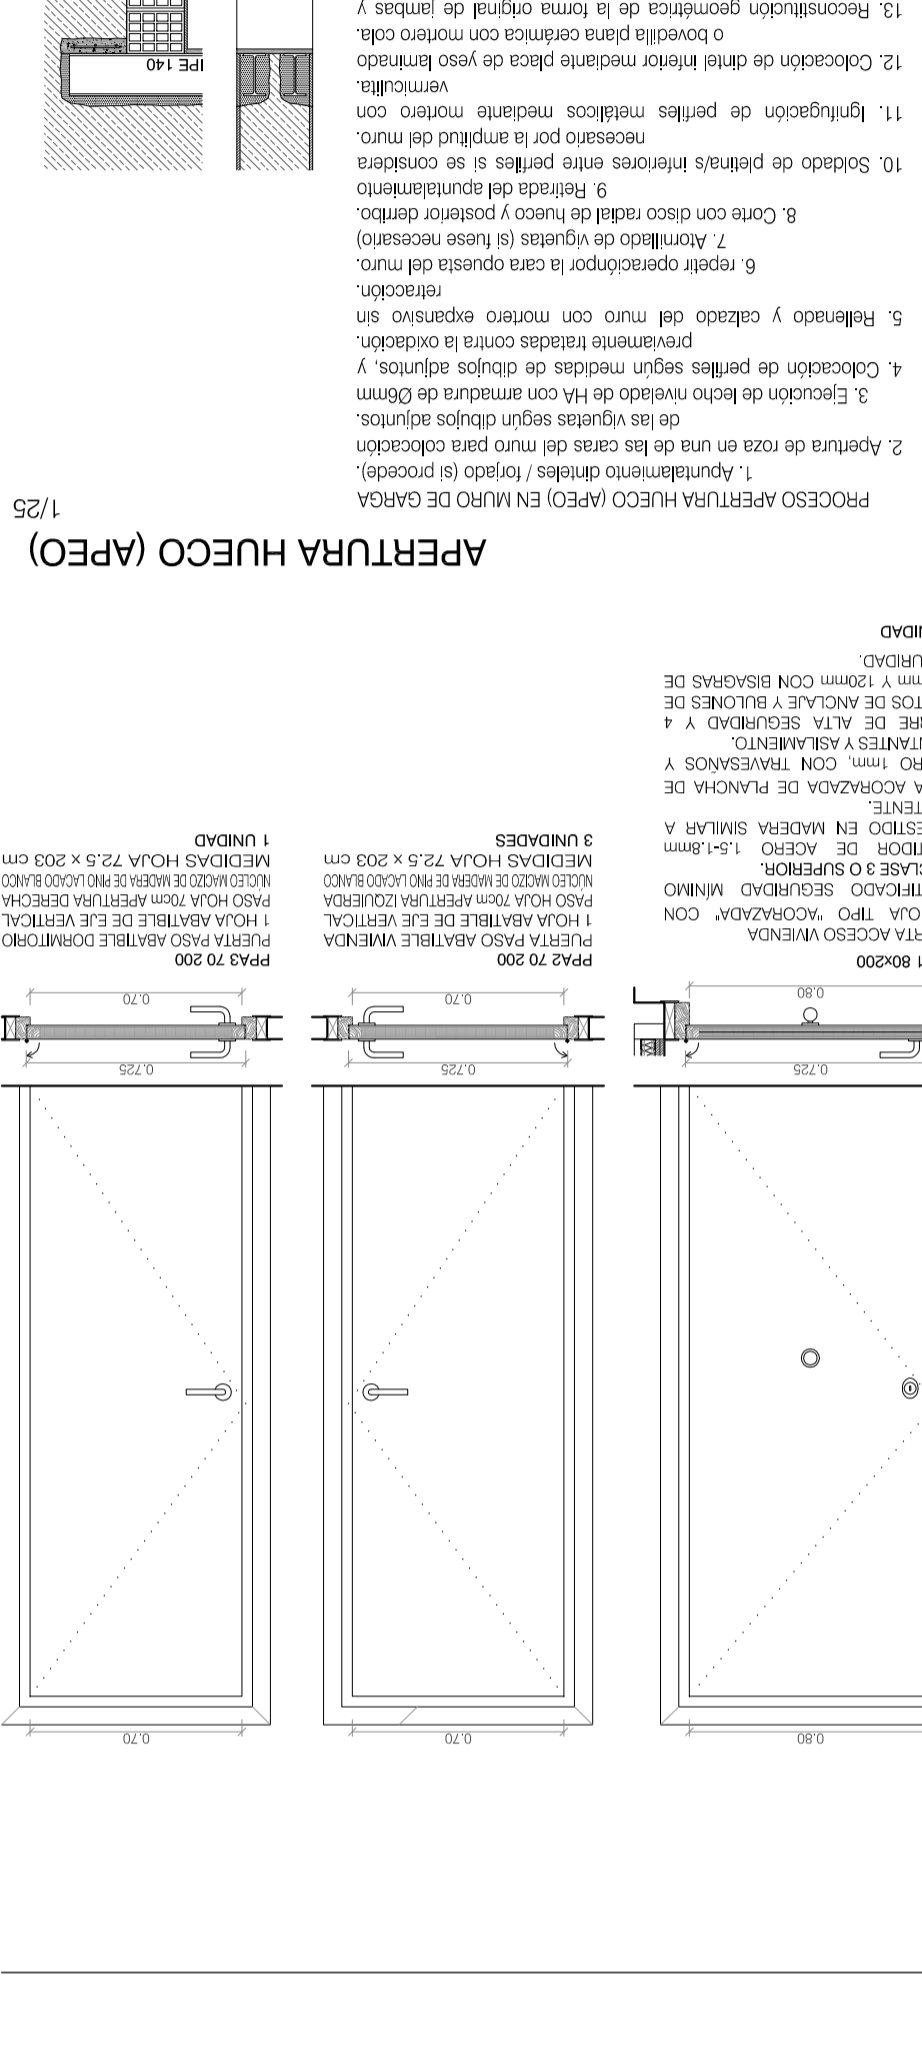 0.80
0.70
0.70
0.725
0.725
0.725
0.80
0.70
0.70
1 80x200
RTA ACCESO VIVIENDA
OJA TIPO "ACORAZADA" CON
TIFICADO SEGURIDAD MÍNIMO
CLASE 3 O SUPERIOR.
TIDOR DE ACERO 1.5-1.8mm
ESTIDO EN MADERA SIMILAR A
TENTE.
A ACORAZADA DE PLANCHA DE
RO 1mm, CON TRAVESAÑOS Y
TANTES Y ASILAMIENTO.
RRE DE ALTA SEGURIDAD Y 4
TOS DE ANCLAJE Y BULONES DE
mm Y 120mm CON BISAGRAS DE
URIDAD.
NIDAD
PPA2 70 200
PUERTA PASO ABATIBLE VIVIENDA
1 HOJA ABATIBLE DE EJE VERTICAL
PASO HOJA 70cm APERTURA IZQUIERDA
NÚCLEO MACIZO DE MADERA DE PINO LACADO BLANCO
MEDIDAS HOJA 72.5 x 203 cm
3 UNIDADES
PPA3 70 200
PUERTA PASO ABATIBLE DORMITORIO
1 HOJA ABATIBLE DE EJE VERTICAL
PASO HOJA 70cm APERTURA DERECHA
NÚCLEO MACIZO DE MADERA DE PINO LACADO BLANCO
MEDIDAS HOJA 72.5 x 203 cm
1 UNIDAD
APERTURA HUECO (APEO)
1/25
PROCESO APERTURA HUECO (APEO) EN MURO DE GARGA
1. Apuntalamiento dinteles / forjado (si procede).
2. Apertura de roza en una de las caras del muro para colocación
de las viguetas según dibujos adjuntos.
3. Ejecución de lecho nivelado de HA con armadura de Ø6mm
4. Colocación de perfiles según medidas de dibujos adjuntos, y
previamente tratadas contra la oxidación.
5. Rellenado y calzado del muro con mortero expansivo sin
retracción.
6. repetir operaciónpor la cara opuesta del muro.
7. Atornillado de viguetas (si fuese necesario)
8. Corte con disco radial de hueco y posterior derribo.
9. Retirada del apuntalamiento
10. Soldado de pletina/s inferiores entre perfiles si se considera
necesario por la amplitud del muro.
11. Ignifugación de perfiles metálicos mediante mortero con
vermiculita.
12. Colocación de dintel inferior mediante placa de yeso laminado
o bovedilla plana cerámica con mortero cola.
13. Reconstitución geométrica de la forma original de jambas y
IPE 140